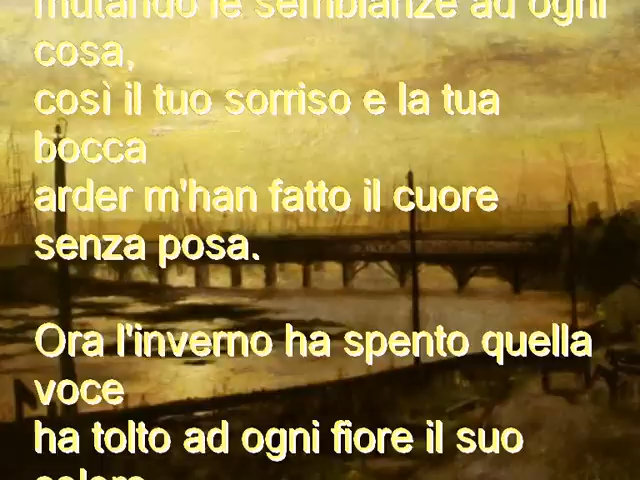 mutando le sembianze ad ogni
cosa,
così il tuo sorriso e la tua
bocca
arder m'han fatto il cuore
senza posa.
Ora l'inverno ha spento quella
voce
ha tolto ad ogni fiore il suo